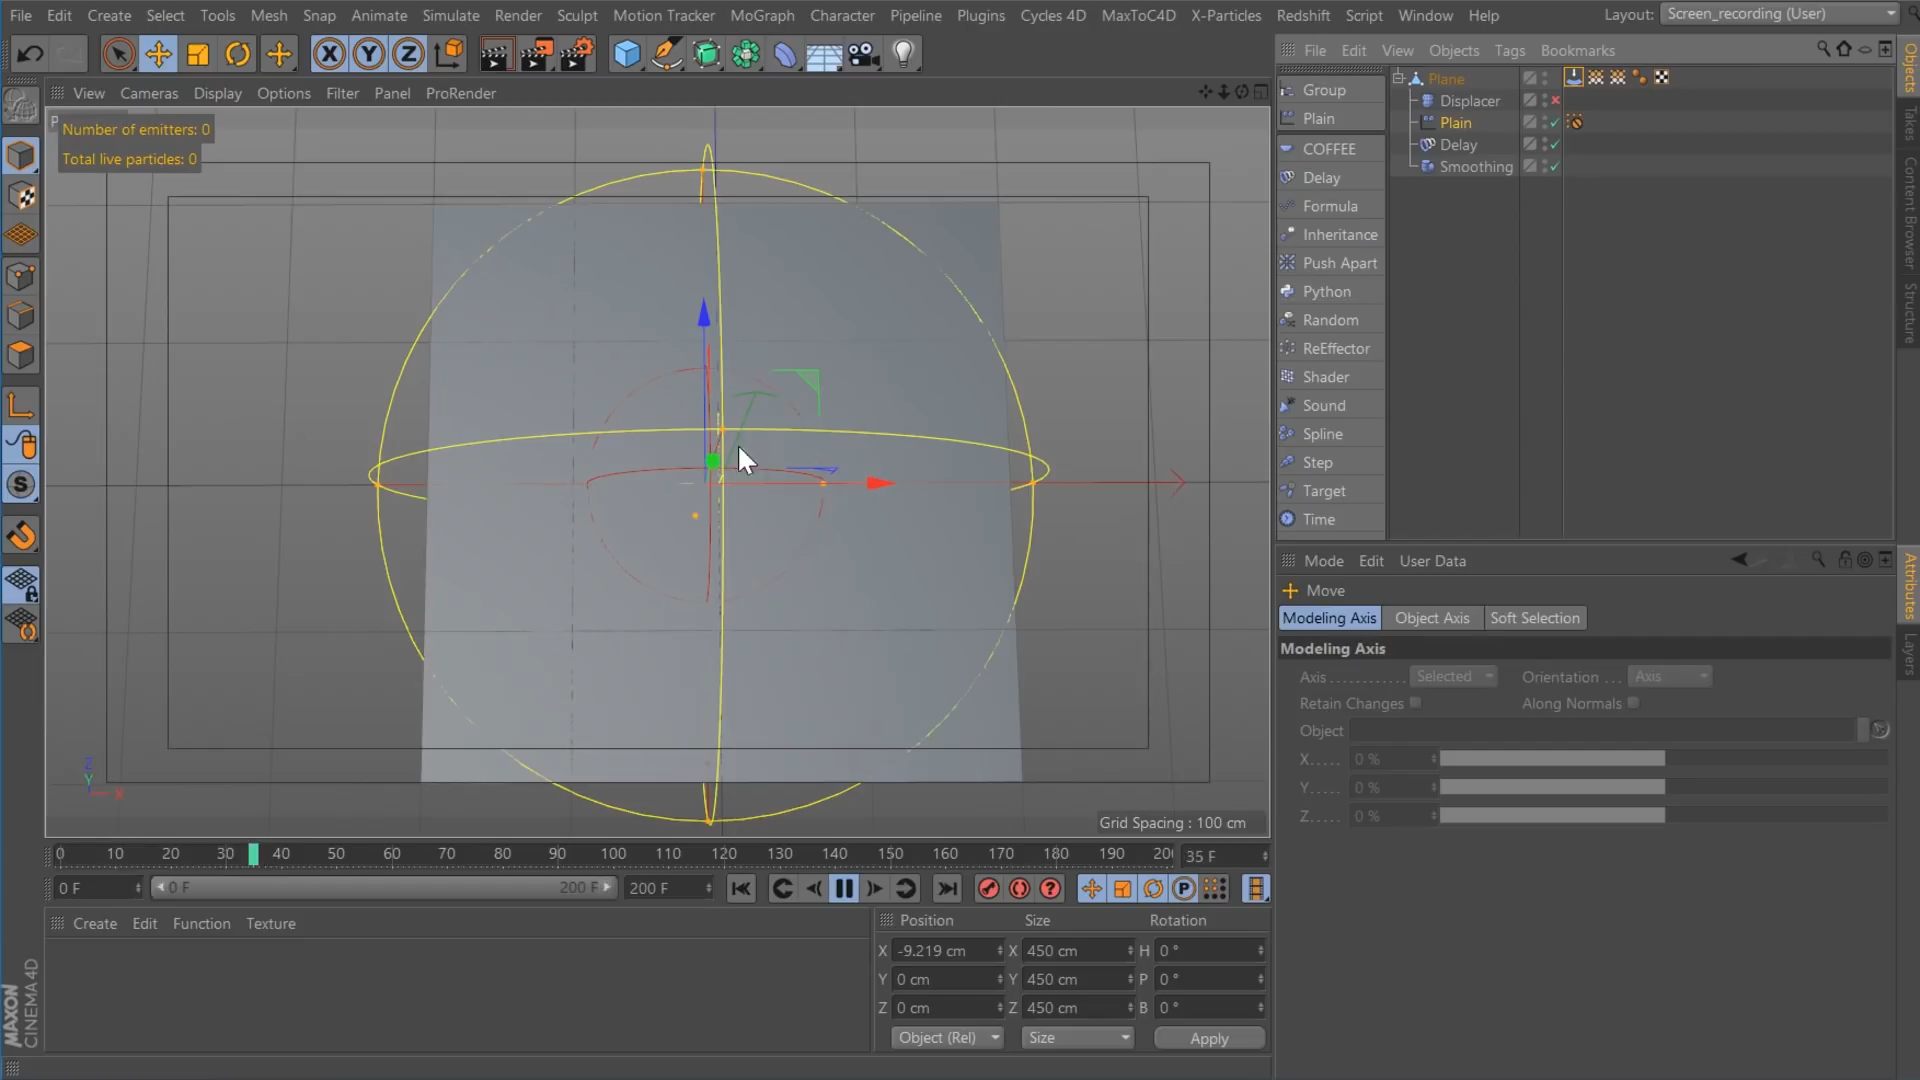 File Edit Create Select Tools Mesh Snap Animate Simulate Render Sculpt Motion Tracker MoGraph Character Pipeline Plugins Cycles 4D MaxToC4D X-Particles Redshift Script Window Help Layout: Screen_recording (User)
X Y Z
File Edit View Objects Tags Bookmarks
View Cameras Display Options Filter Panel ProRender
Number of emitters: 0
Total live particles: 0
Group
Plain
COFFEE
Delay
Formula
Inheritance
Push Apart
Python
Random
ReEffector
Shader
Sound
Spline
Step
Target
Time
Plane
Displacer
Plain
Delay
Smoothing
Objects
Takes
Content Browser
Structure
S
Z
Y
X
Grid Spacing : 100 cm
Mode Edit User Data
Move
Modeling Axis Object Axis Soft Selection
Modeling Axis
Axis Selected Orientation ... Axis
Retain Changes Along Normals
Object
X..... 0 %
Y..... 0 %
Z..... 0 %
Attributes
Layers
0 10 20 30 40 50 60 70 80 90 100 110 120 130 140 150 160 170 180 190 200 35 F
0 F 0 F 200 F 200 F ? P
Create Edit Function Texture
Position Size Rotation
X -9.219 cm X 450 cm H 0 °
Y 0 cm Y 450 cm P 0 °
Z 0 cm Z 450 cm B 0 °
Object (Rel) Size Apply
MAXON
CINEMA 4D